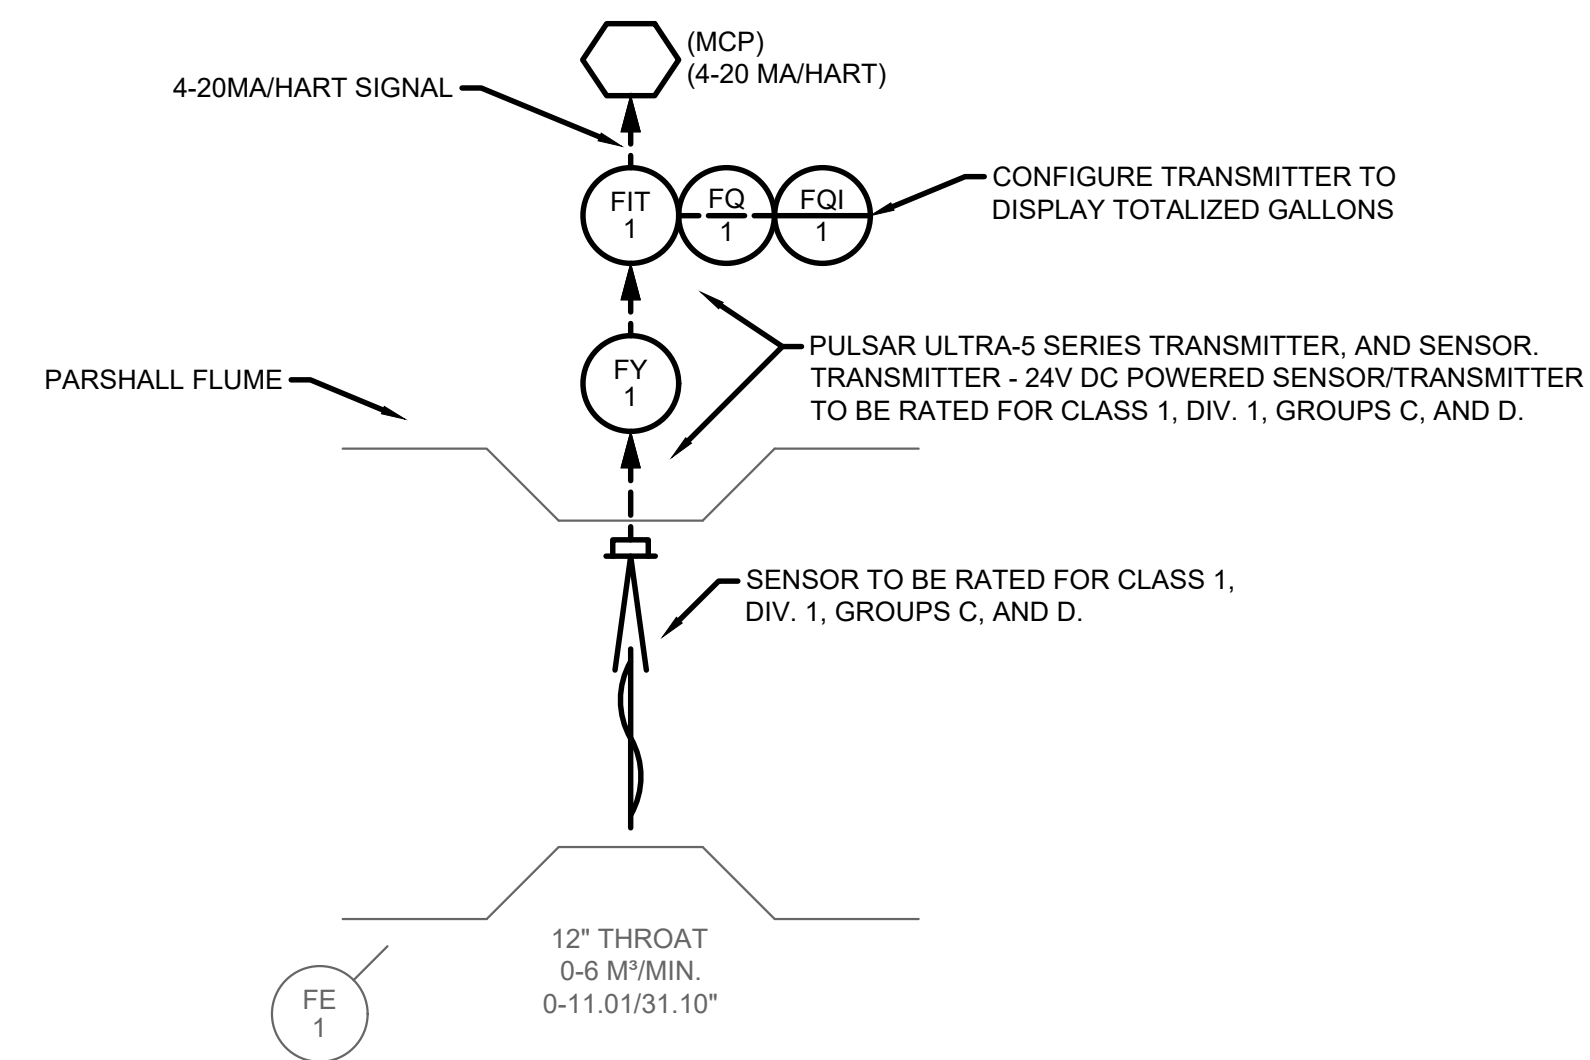 (MCP)
(4-20 MA/HART)
4-20MA/HART SIGNAL
FIT
1
FQ
1
FQI
1
CONFIGURE TRANSMITTER TO
DISPLAY TOTALIZED GALLONS
FY
1
PULSAR ULTRA-5 SERIES TRANSMITTER, AND SENSOR.
TRANSMITTER - 24V DC POWERED SENSOR/TRANSMITTER
TO BE RATED FOR CLASS 1, DIV. 1, GROUPS C, AND D.
PARSHALL FLUME
SENSOR TO BE RATED FOR CLASS 1,
DIV. 1, GROUPS C, AND D.
12" THROAT
0-6 M³/MIN.
0-11.01/31.10"
FE
1